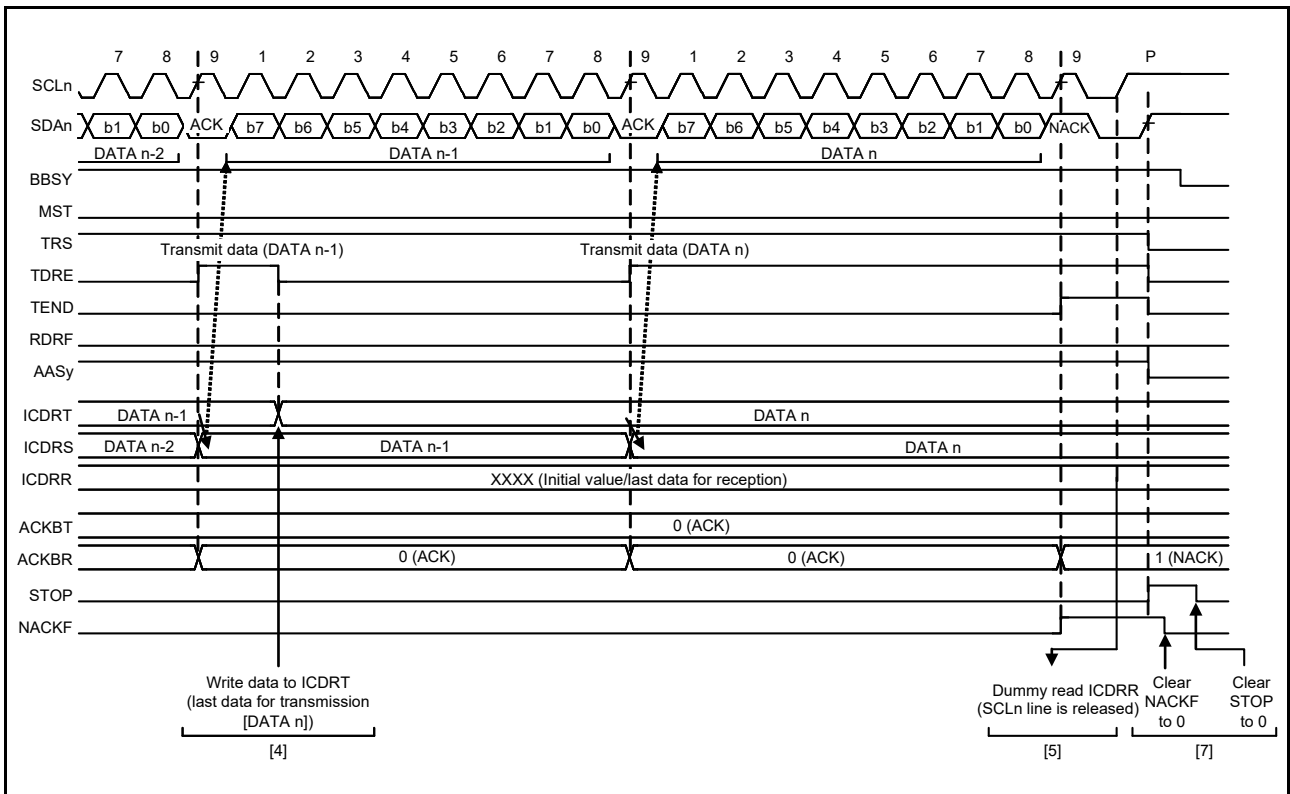 7 8 9 1 2 3 4 5 6 7 8 9 1 2 3 4 5 6 7 8 9 P
SCLn
SDAn b1 b0 ACK b7 b6 b5 b4 b3 b2 b1 b0 ACK b7 b6 b5 b4 b3 b2 b1 b0 NACK
DATA n-2 DATA n-1 DATA n
BBSY
MST
TRS
Transmit data (DATA n-1) Transmit data (DATA n)
TDRE
TEND
RDRF
AASy
ICDRT DATA n-1 DATA n
ICDRS DATA n-2 DATA n-1 DATA n
ICDRR XXXX (Initial value/last data for reception)
ACKBT 0 (ACK)
ACKBR 0 (ACK) 0 (ACK) 1 (NACK)
STOP
NACKF
Write data to ICDRT
(last data for transmission
[DATA n])
[4]
Dummy read ICDRR
(SCLn line is released)
[5]
Clear
NACKF
to 0
Clear
STOP
to 0
[7]